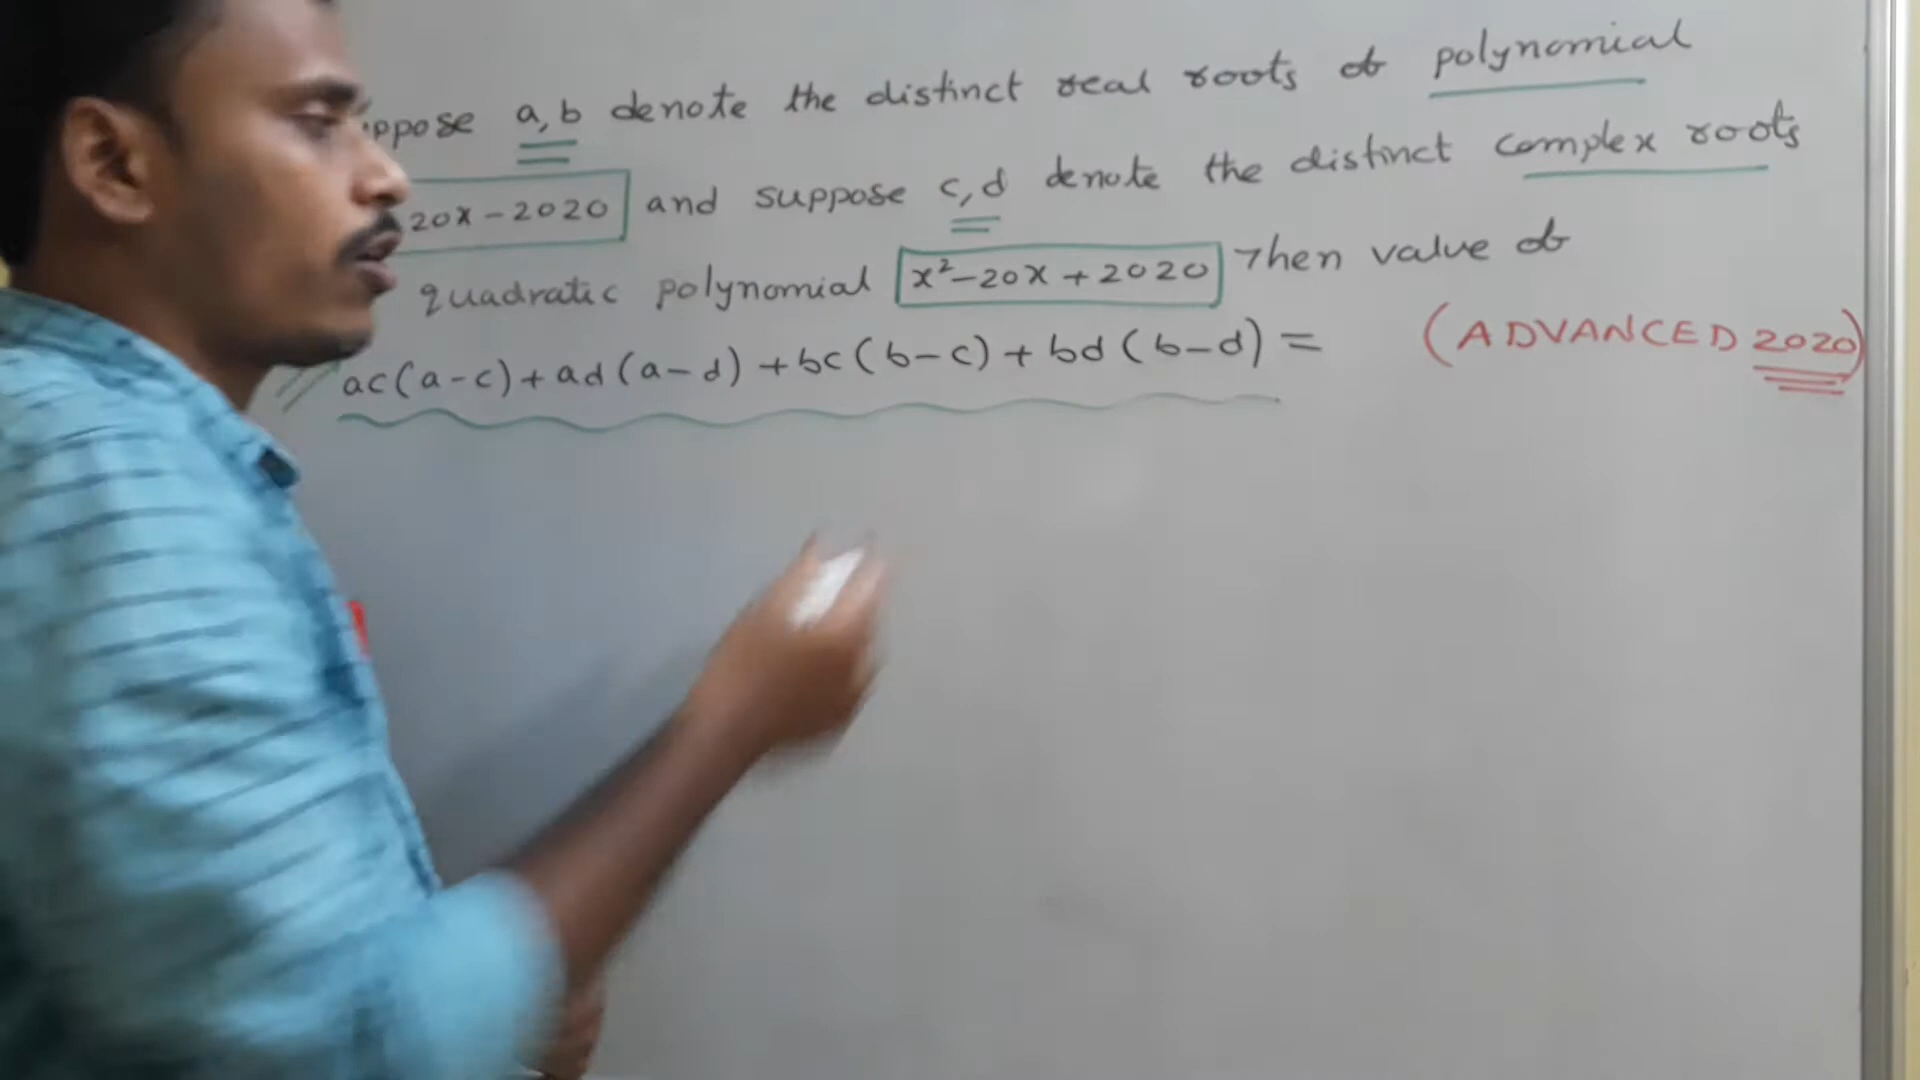 a, b denote the distinct real roots of polynomial
20x - 2020 and suppose c, d denote the distinct complex roots
quadratic polynomial x² - 20x + 2020 Then value of
ac(a-c) + ad(a-d) + bc(b-c) + bd(b-d) = (ADVANCED 2020)